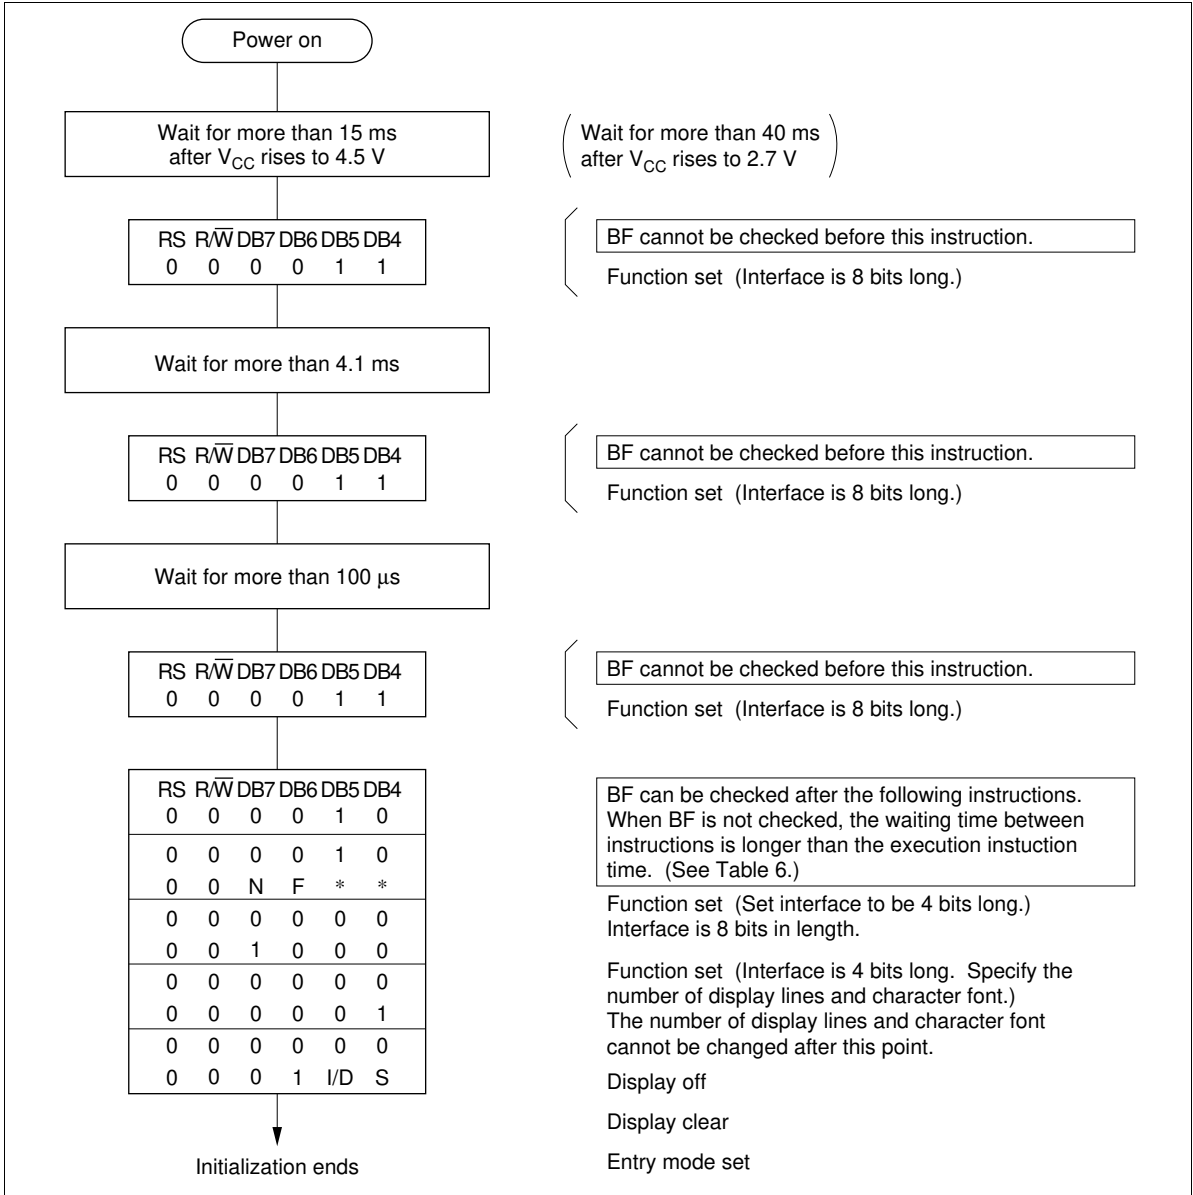 Power on
Wait for more than 15 ms
after VCC rises to 4.5 V
Wait for more than 40 ms
after VCC rises to 2.7 V
RS R/W̅ DB7 DB6 DB5 DB4
0 0 0 0 1 1
BF cannot be checked before this instruction.
Function set (Interface is 8 bits long.)
Wait for more than 4.1 ms
RS R/W̅ DB7 DB6 DB5 DB4
0 0 0 0 1 1
BF cannot be checked before this instruction.
Function set (Interface is 8 bits long.)
Wait for more than 100 μs
RS R/W̅ DB7 DB6 DB5 DB4
0 0 0 0 1 1
BF cannot be checked before this instruction.
Function set (Interface is 8 bits long.)
RS R/W̅ DB7 DB6 DB5 DB4
0 0 0 0 1 0
0 0 0 0 1 0
0 0 N F * *
0 0 0 0 0 0
0 0 1 0 0 0
0 0 0 0 0 0
0 0 0 0 0 1
0 0 0 0 0 0
0 0 0 1 I/D S
BF can be checked after the following instructions.
When BF is not checked, the waiting time between
instructions is longer than the execution instuction
time. (See Table 6.)
Function set (Set interface to be 4 bits long.)
Interface is 8 bits in length.
Function set (Interface is 4 bits long. Specify the
number of display lines and character font.)
The number of display lines and character font
cannot be changed after this point.
Display off
Display clear
Entry mode set
Initialization ends